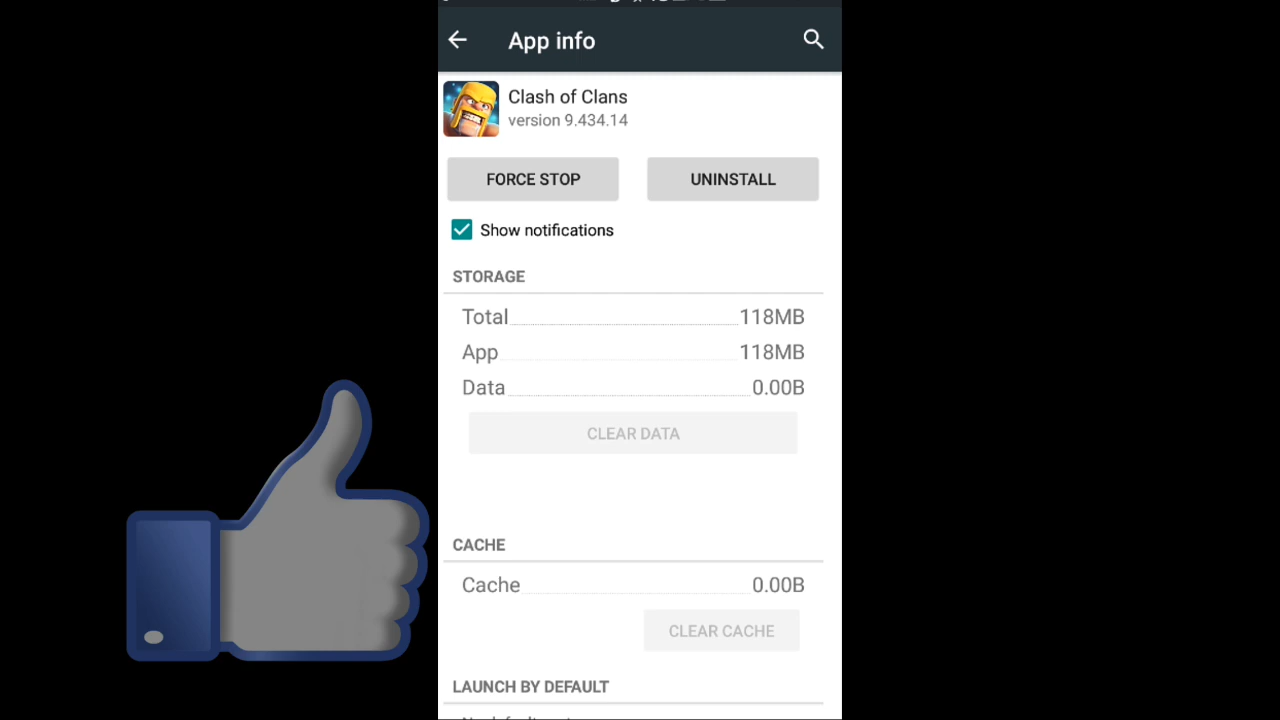 App info
Clash of Clans
version 9.434.14
FORCE STOP
UNINSTALL
Show notifications
STORAGE
Total 118MB
App 118MB
Data 0.00B
CLEAR DATA
CACHE
Cache 0.00B
CLEAR CACHE
LAUNCH BY DEFAULT